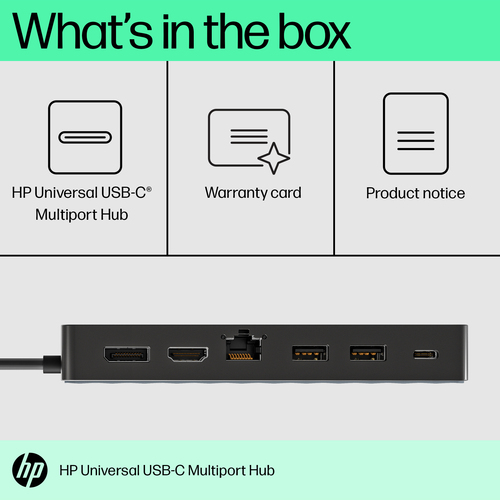 What's in the box
HP Universal USB-C®
Multiport Hub
Warranty card
Product notice
hp
HP Universal USB-C Multiport Hub